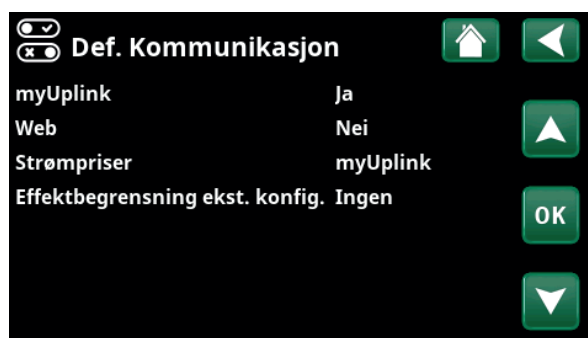 Def. Kommunikasjon
myUplink Ja
Web Nei
Strømpriser myUplink
Effektbegrensning ekst. konfig. Ingen
OK